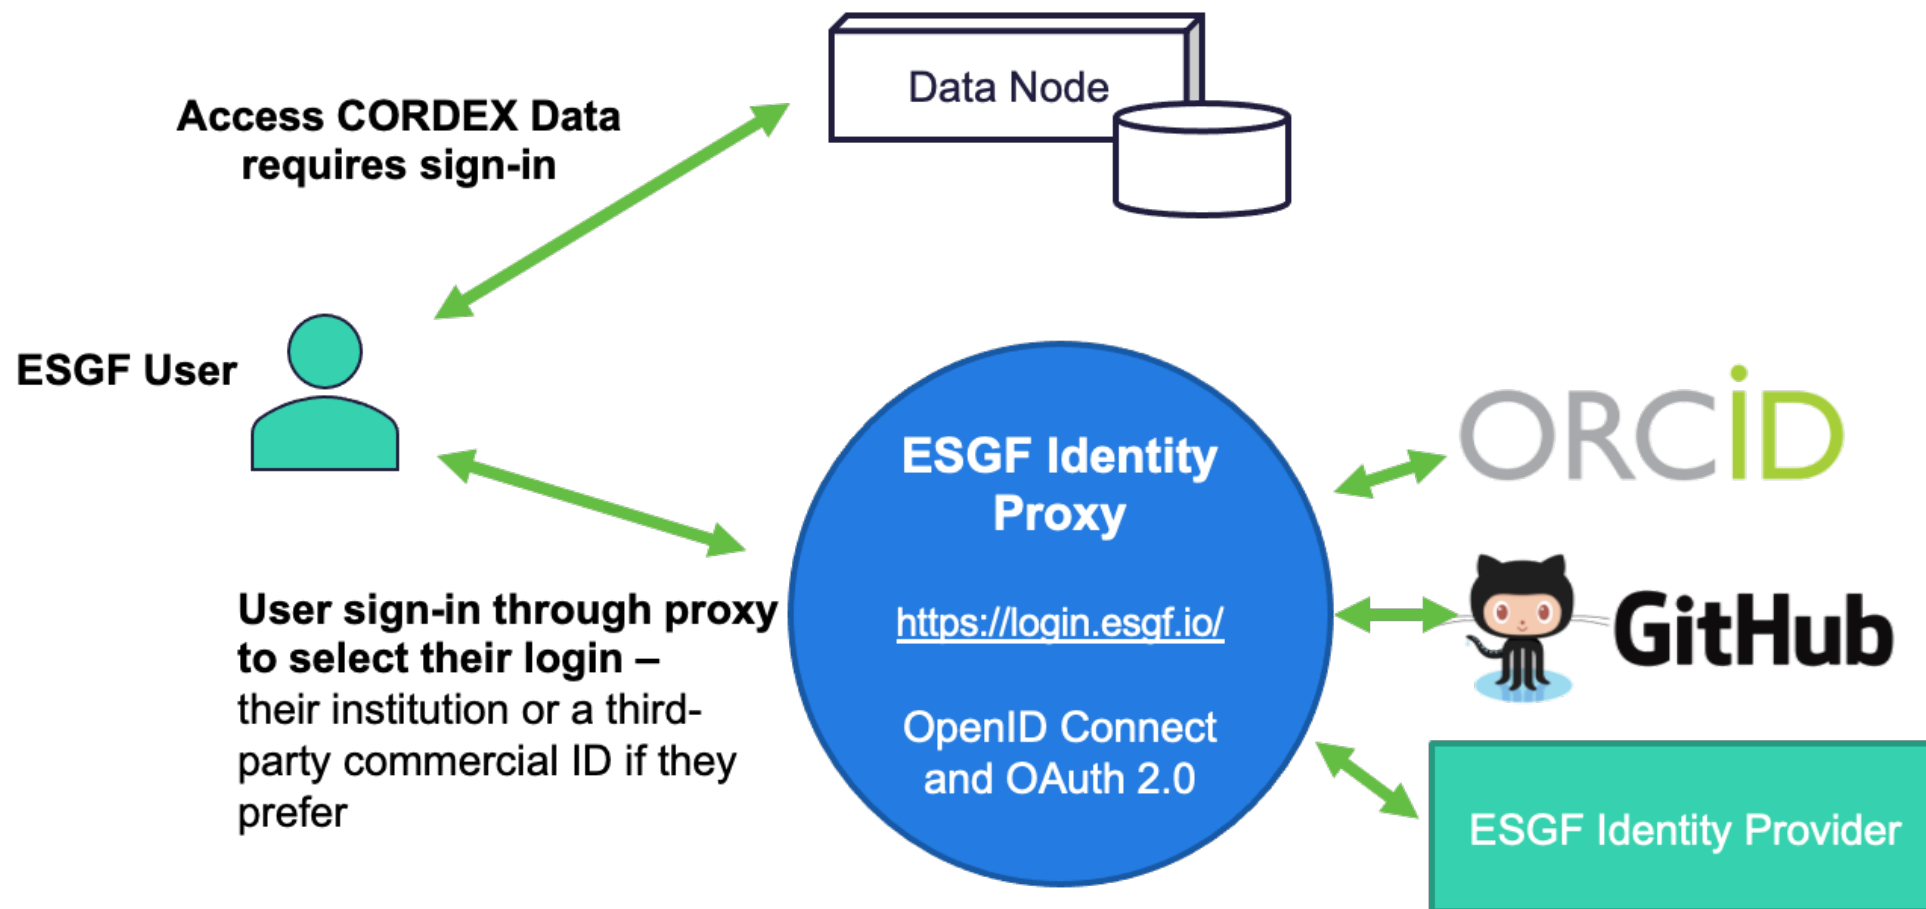 Data Node
Access CORDEX Data
requires sign-in
ESGF User
ESGF Identity
Proxy
https://login.esgf.io/
OpenID Connect
and OAuth 2.0
User sign-in through proxy
to select their login –
their institution or a third-
party commercial ID if they
prefer
ORCiD
GitHub
ESGF Identity Provider